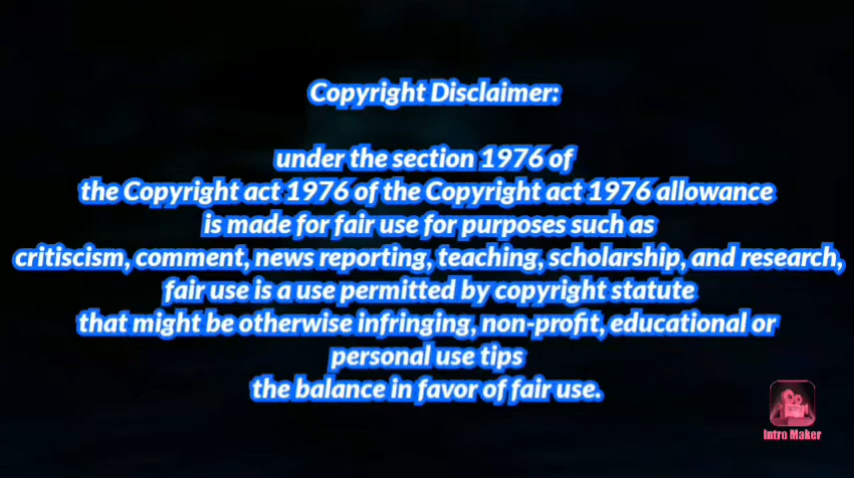 Copyright Disclaimer:
under the section 1976 of
the Copyright act 1976 of the Copyright act 1976 allowance
is made for fair use for purposes such as
critiscism, comment, news reporting, teaching, scholarship, and research,
fair use is a use permitted by copyright statute
that might be otherwise infringing, non-profit, educational or
personal use tips
the balance in favor of fair use.
Intro Maker